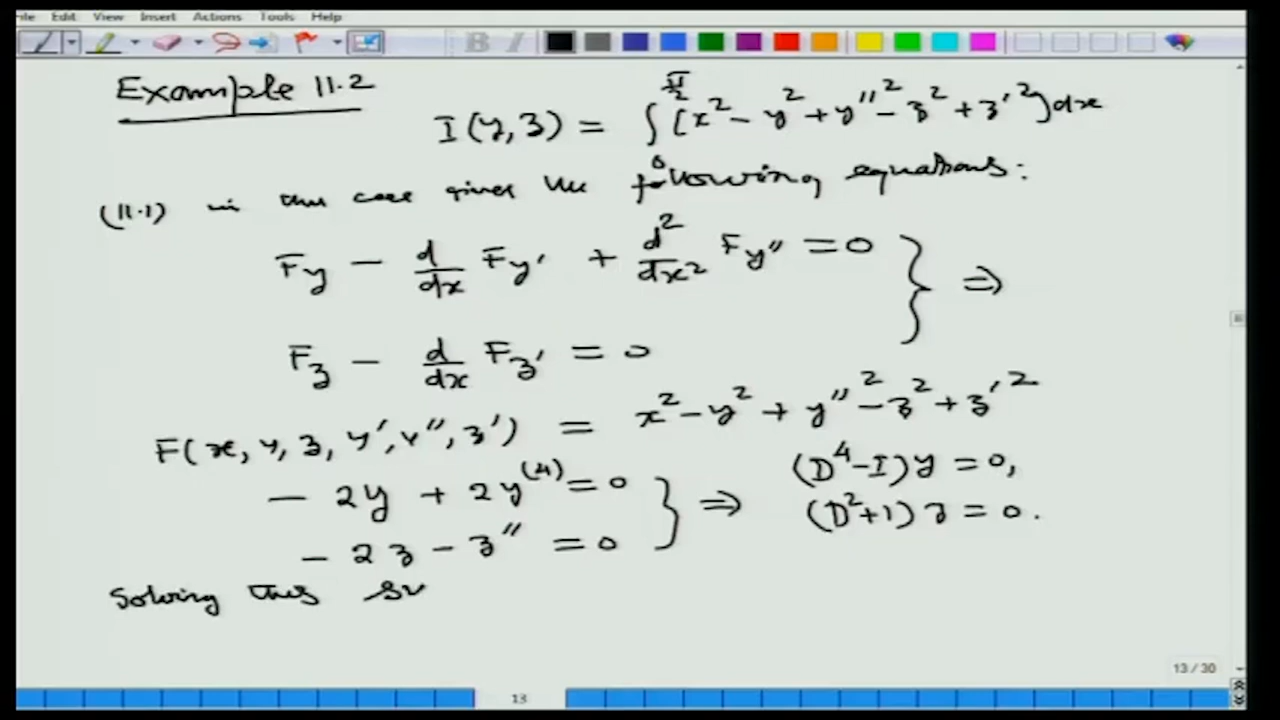 File Edit View Insert Actions Tools Help
Example 11.2
I(y,z) = ∫₀^{π/2} [x² - y² + y''² - z² + z'²]dx
(11.1) in this case gives the following equations:
F_y - d/dx F_y' + d²/dx² F_y'' = 0 } ⇒
F_z - d/dx F_z' = 0
F(x, y, z, y', y'', z') = x² - y² + y''² - z² + z'²
- 2y + 2y^(4) = 0 } ⇒ (D⁴-I)y = 0,
- 2z - z'' = 0 (D²+1)z = 0.
Solving this sy
13 / 30
13